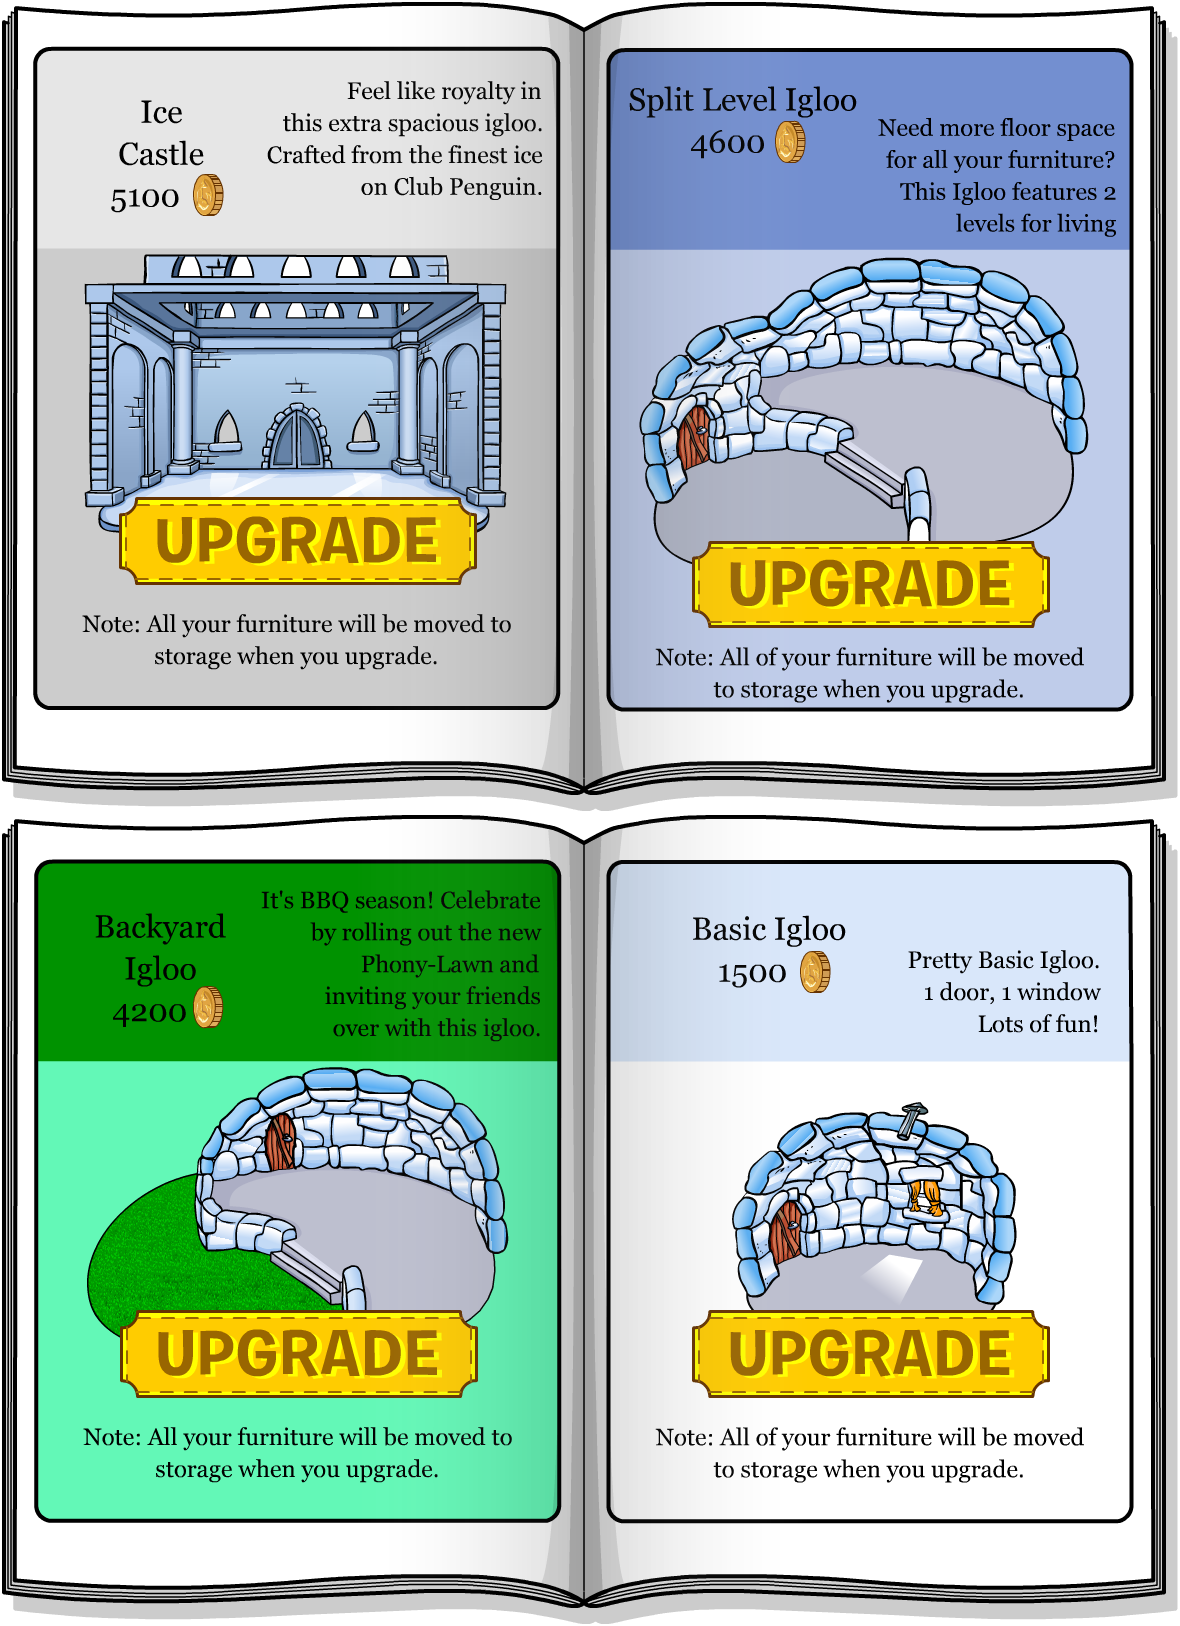 Ice
Castle
5100
Feel like royalty in
this extra spacious igloo.
Crafted from the finest ice
on Club Penguin.
UPGRADE
Note: All your furniture will be moved to
storage when you upgrade.
Split Level Igloo
4600
Need more floor space
for all your furniture?
This Igloo features 2
levels for living
UPGRADE
Note: All of your furniture will be moved
to storage when you upgrade.
Backyard
Igloo
4200
It's BBQ season! Celebrate
by rolling out the new
Phony-Lawn and
inviting your friends
over with this igloo.
UPGRADE
Note: All your furniture will be moved to
storage when you upgrade.
Basic Igloo
1500
Pretty Basic Igloo.
1 door, 1 window
Lots of fun!
UPGRADE
Note: All of your furniture will be moved
to storage when you upgrade.